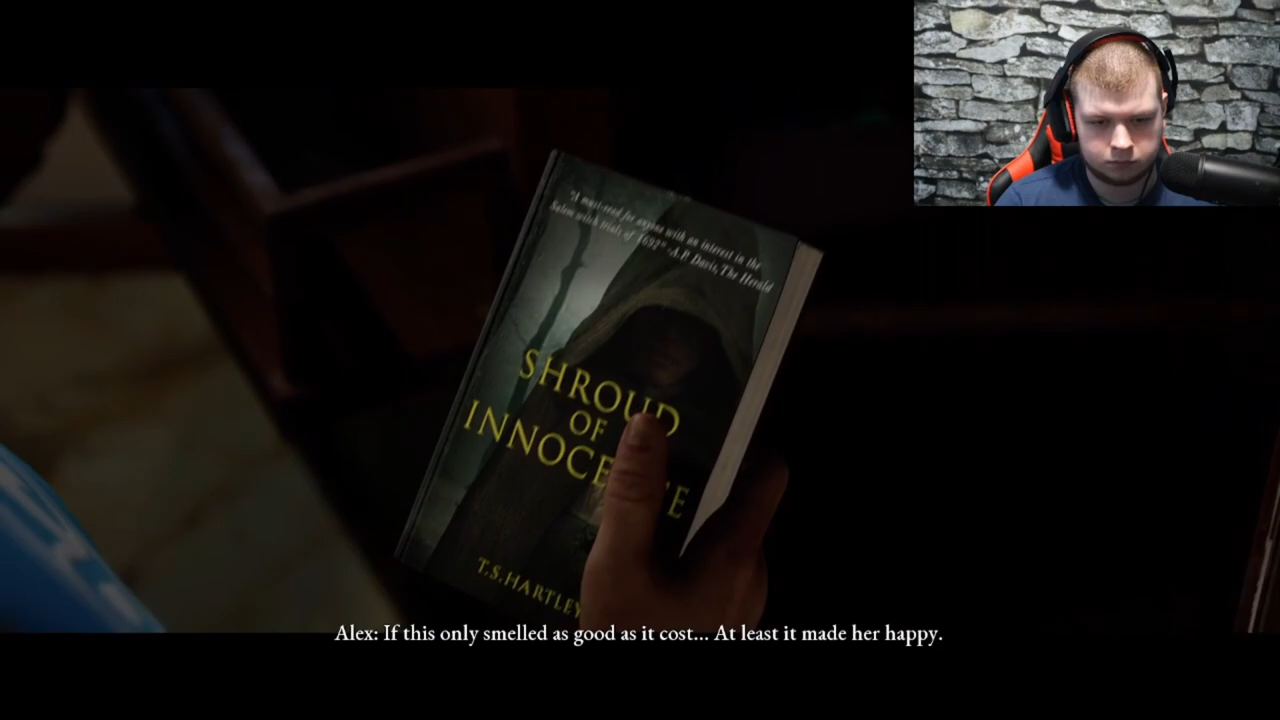 "A must-read for anyone with an interest in the
Salem witch trials of 1692" -A.P. Davis, The Herald
SHROUD
OF
INNOCE E
T.S.HARTLEY
Alex: If this only smelled as good as it cost... At least it made her happy.